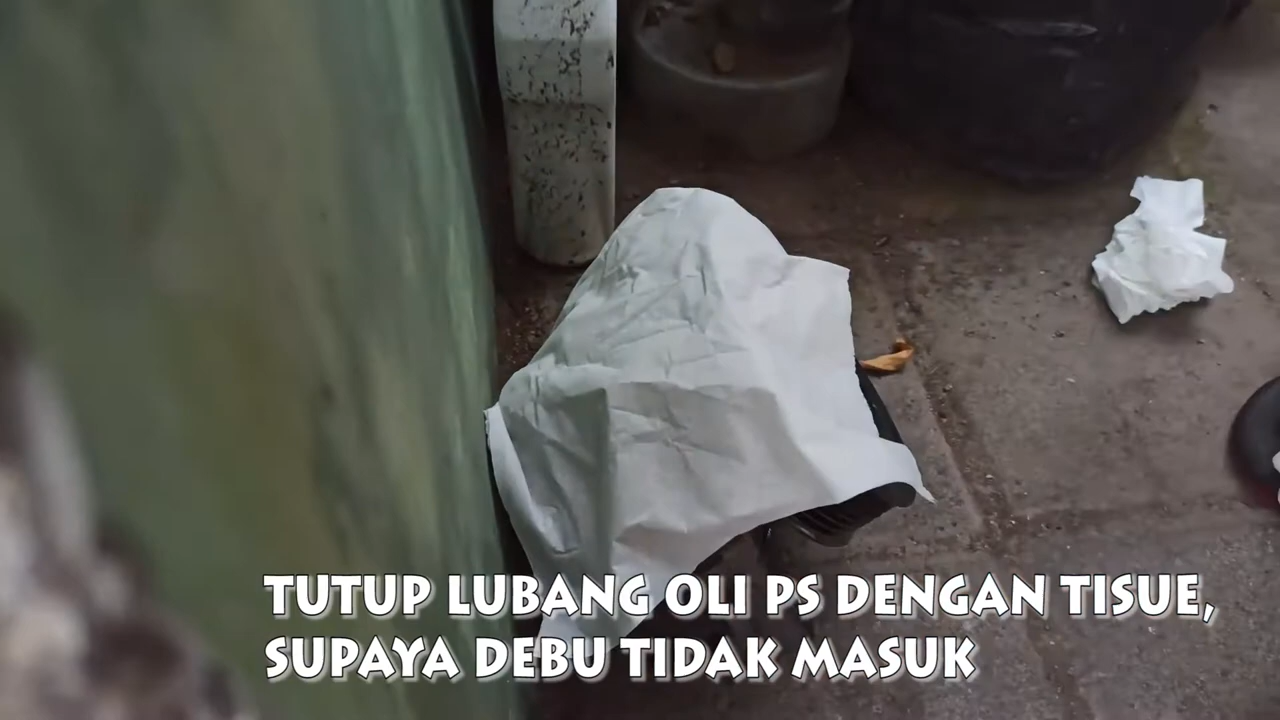 TUTUP LUBANG OLI PS DENGAN TISUE,
SUPAYA DEBU TIDAK MASUK